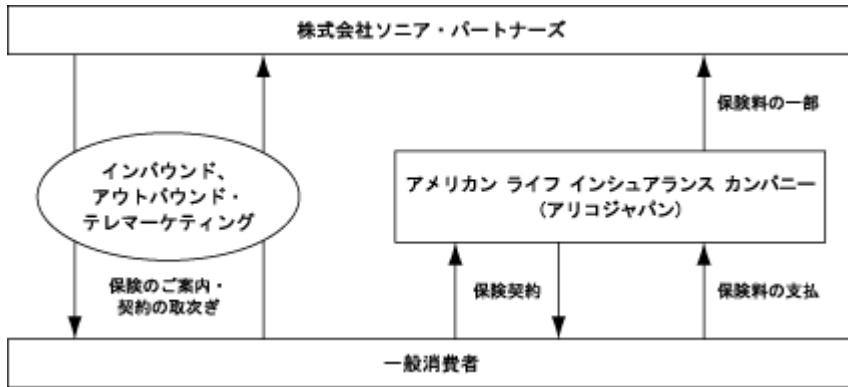 株式会社ソニア・パートナーズ
保険料の一部
インバウンド、
アウトバウンド・
テレマーケティング
アメリカン ライフ インシュアランス カンパニー
(アリコジャパン)
保険のご案内・
契約の取次ぎ
保険契約
保険料の支払
一般消費者